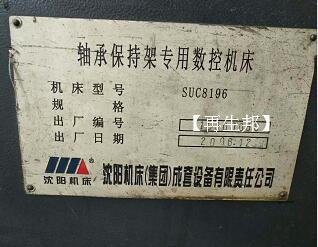 轴承保持架专用数控机床
机床型号 SUC8196
规格
出厂编号
出厂日期 2006.12
【再生邦】
沈阳机床
沈阳机床(集团)成套设备有限责任公司